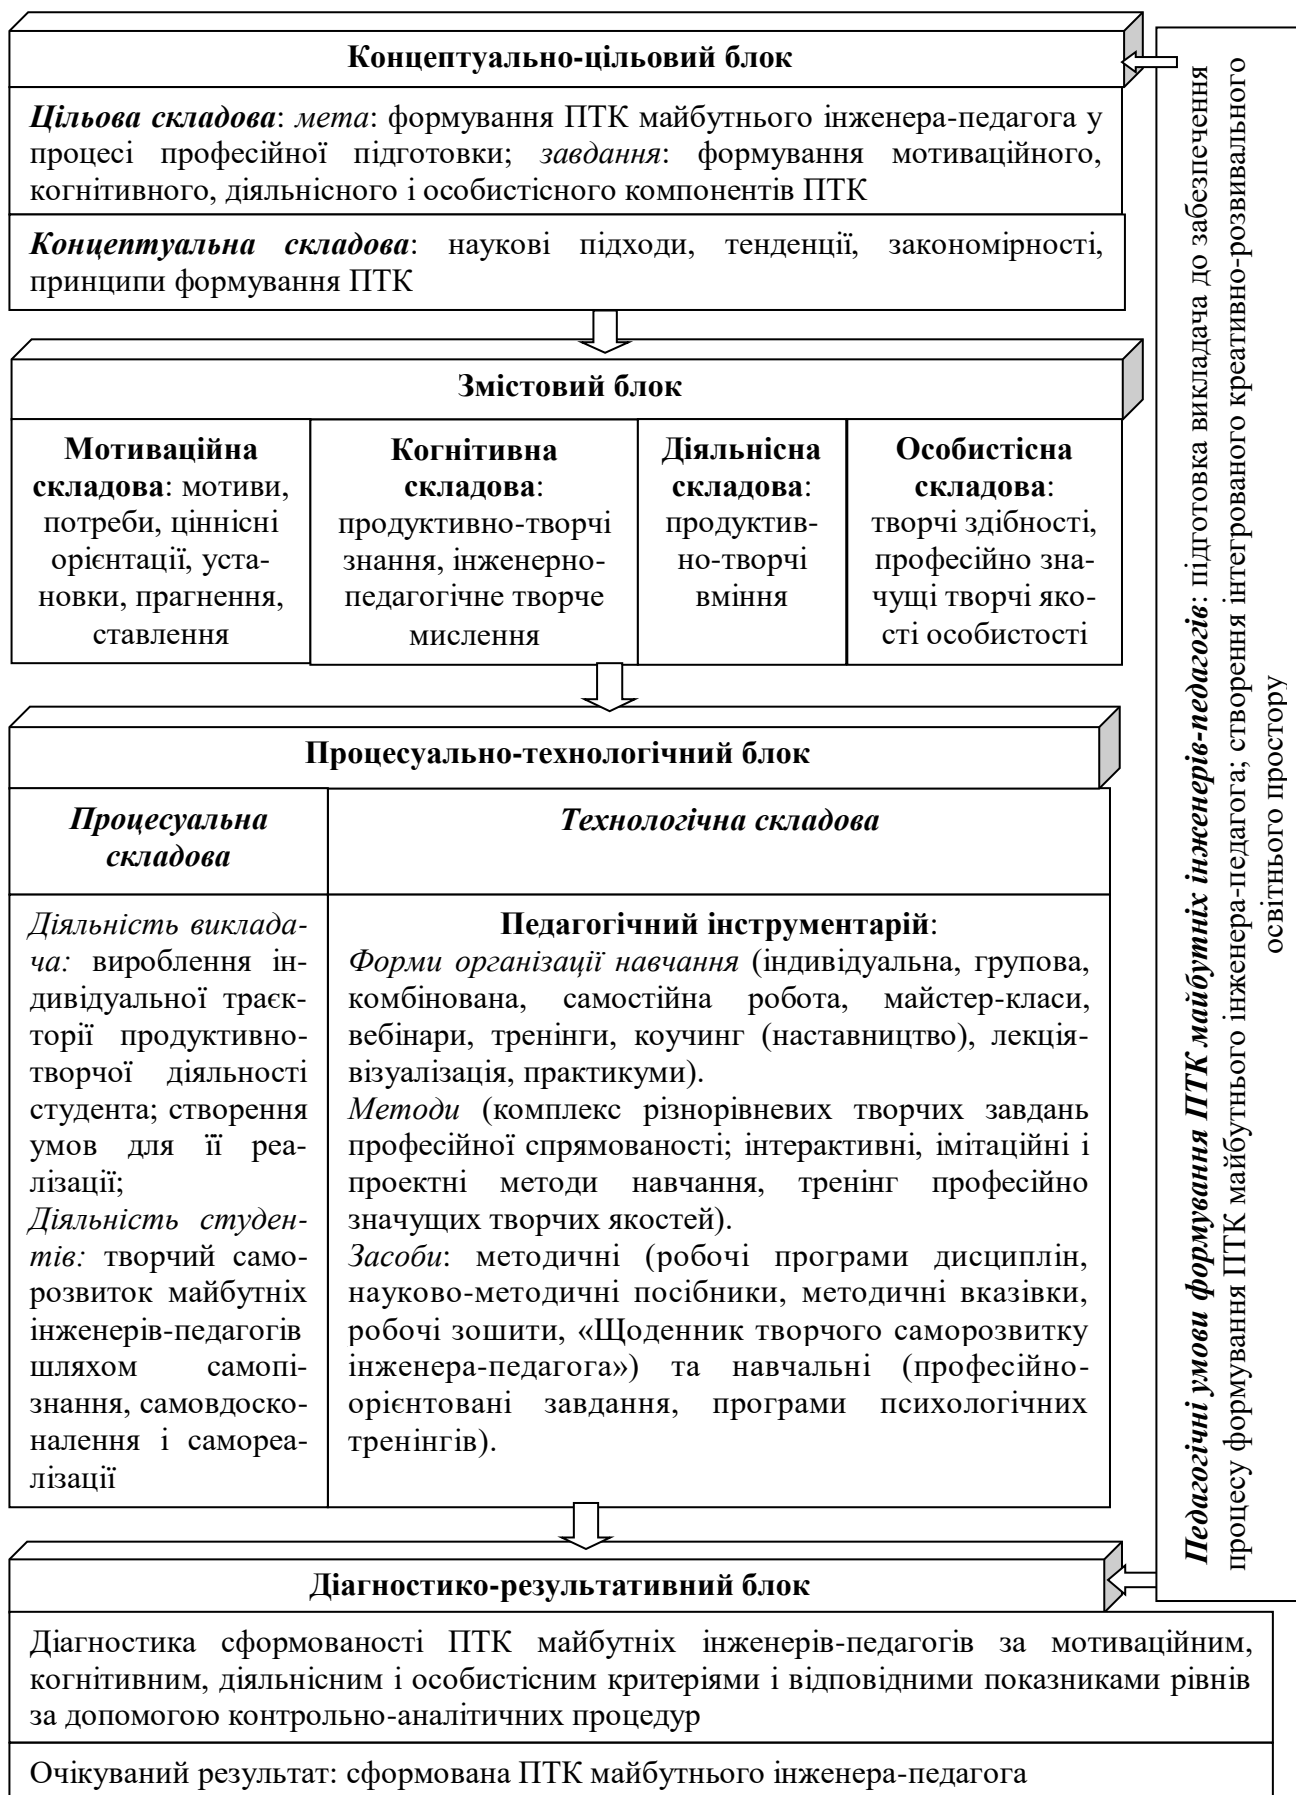 Концептуально-цільовий блок
Цільова складова: мета: формування ПТК майбутнього інженера-педагога у
процесі професійної підготовки; завдання: формування мотиваційного,
когнітивного, діяльнісного і особистісного компонентів ПТК
Концептуальна складова: наукові підходи, тенденції, закономірності,
принципи формування ПТК
Змістовий блок
Мотиваційна
складова: мотиви,
потреби, ціннісні
орієнтації, уста-
новки, прагнення,
ставлення
Когнітивна
складова:
продуктивно-творчі
знання, інженерно-
педагогічне творче
мислення
Діяльнісна
складова:
продуктив-
но-творчі
вміння
Особистісна
складова:
творчі здібності,
професійно зна-
чущі творчі яко-
сті особистості
Процесуально-технологічний блок
Процесуальна
складова
Технологічна складова
Діяльність виклада-
ча: вироблення ін-
дивідуальної траєк-
торії продуктивно-
творчої діяльності
студента; створення
умов для її реа-
лізації;
Діяльність студен-
тів: творчий само-
розвиток майбутніх
інженерів-педагогів
шляхом самопі-
знання, самовдоско-
налення і самореа-
лізації
Педагогічний інструментарій:
Форми організації навчання (індивідуальна, групова,
комбінована, самостійна робота, майстер-класи,
вебінари, тренінги, коучинг (наставництво), лекція-
візуалізація, практикуми).
Методи (комплекс різнорівневих творчих завдань
професійної спрямованості; інтерактивні, імітаційні і
проектні методи навчання, тренінг професійно
значущих творчих якостей).
Засоби: методичні (робочі програми дисциплін,
науково-методичні посібники, методичні вказівки,
робочі зошити, «Щоденник творчого саморозвитку
інженера-педагога») та навчальні (професійно-
орієнтовані завдання, програми психологічних
тренінгів).
Діагностико-результативний блок
Діагностика сформованості ПТК майбутніх інженерів-педагогів за мотиваційним,
когнітивним, діяльнісним і особистісним критеріями і відповідними показниками рівнів
за допомогою контрольно-аналітичних процедур
Очікуваний результат: сформована ПТК майбутнього інженера-педагога
Педагогічні умови формування ПТК майбутніх інженерів-педагогів: підготовка викладача до забезпечення
процесу формування ПТК майбутнього інженера-педагога; створення інтегрованого креативно-розвивального
освітнього простору